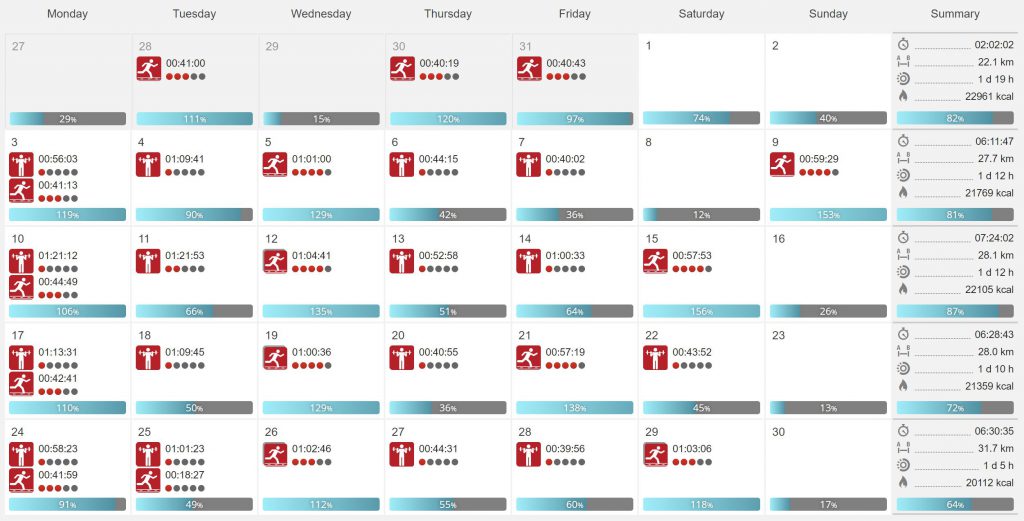 Monday Tuesday Wednesday Thursday Friday Saturday Sunday Summary
27 28 29 30 31 1 2
00:41:00 00:40:19 00:40:43
02:02:02
A B 22.1 km
1 d 19 h
22961 kcal
29% 111% 15% 120% 97% 74% 40% 82%
3 4 5 6 7 8 9
00:56:03 01:09:41 01:01:00 00:44:15 00:40:02 00:59:29
00:41:13
06:11:47
A B 27.7 km
1 d 12 h
21769 kcal
119% 90% 129% 42% 36% 12% 153% 81%
10 11 12 13 14 15 16
01:21:12 01:21:53 01:04:41 00:52:58 01:00:33 00:57:53
00:44:49
07:24:02
A B 28.1 km
1 d 12 h
22105 kcal
106% 66% 135% 51% 64% 156% 26% 87%
17 18 19 20 21 22 23
01:13:31 01:09:45 01:00:36 00:40:55 00:57:19 00:43:52
00:42:41
06:28:43
A B 28.0 km
1 d 10 h
21359 kcal
110% 50% 129% 36% 138% 45% 13% 72%
24 25 26 27 28 29 30
00:58:23 01:01:23 01:02:46 00:44:31 00:39:56 01:03:06
00:41:59 00:18:27
06:30:35
A B 31.7 km
1 d 5 h
20112 kcal
91% 49% 112% 55% 60% 118% 17% 64%